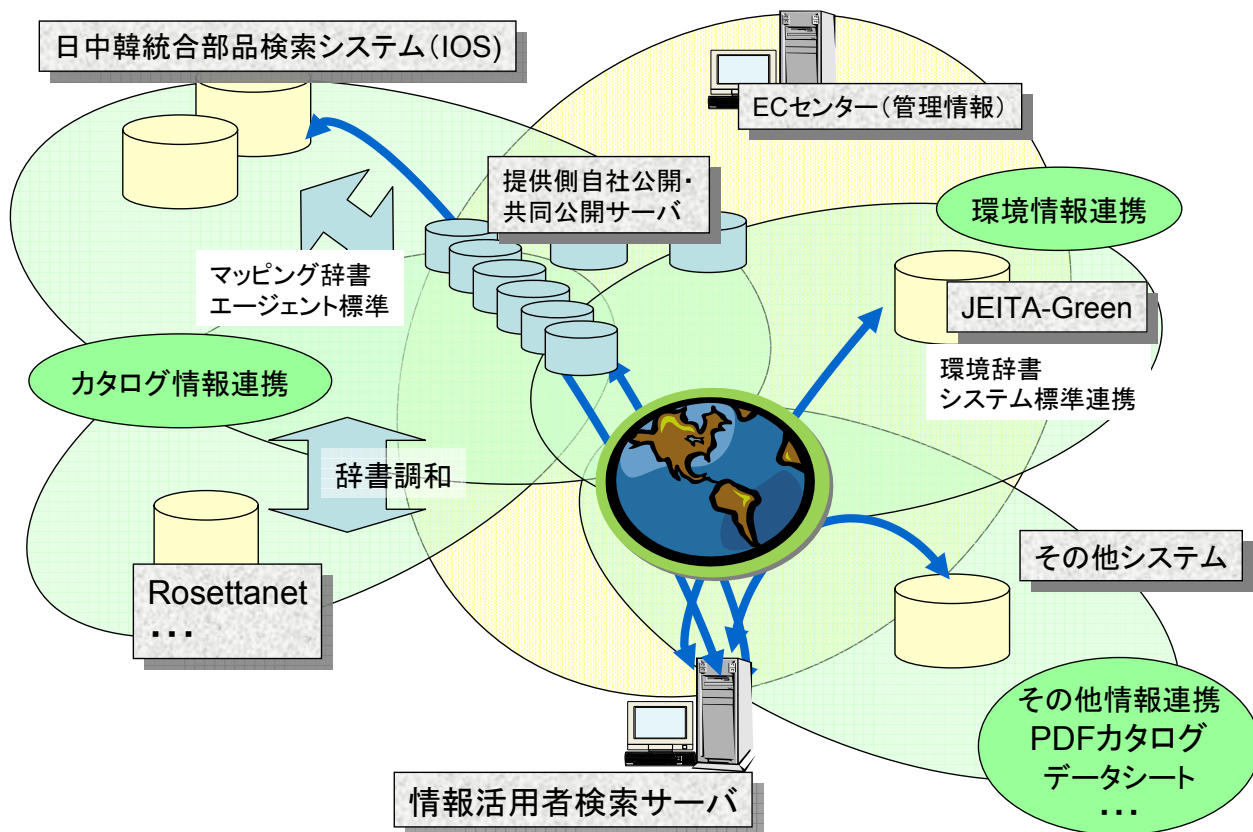 日中韓統合部品検索システム(IOS)
ECセンター(管理情報)
提供側自社公開・
共同公開サーバ
環境情報連携
マッピング辞書
エージェント標準
JEITA-Green
環境辞書
システム標準連携
カタログ情報連携
辞書調和
Rosettanet
・・・
その他システム
その他情報連携
PDFカタログ
データシート
・・・
情報活用者検索サーバ